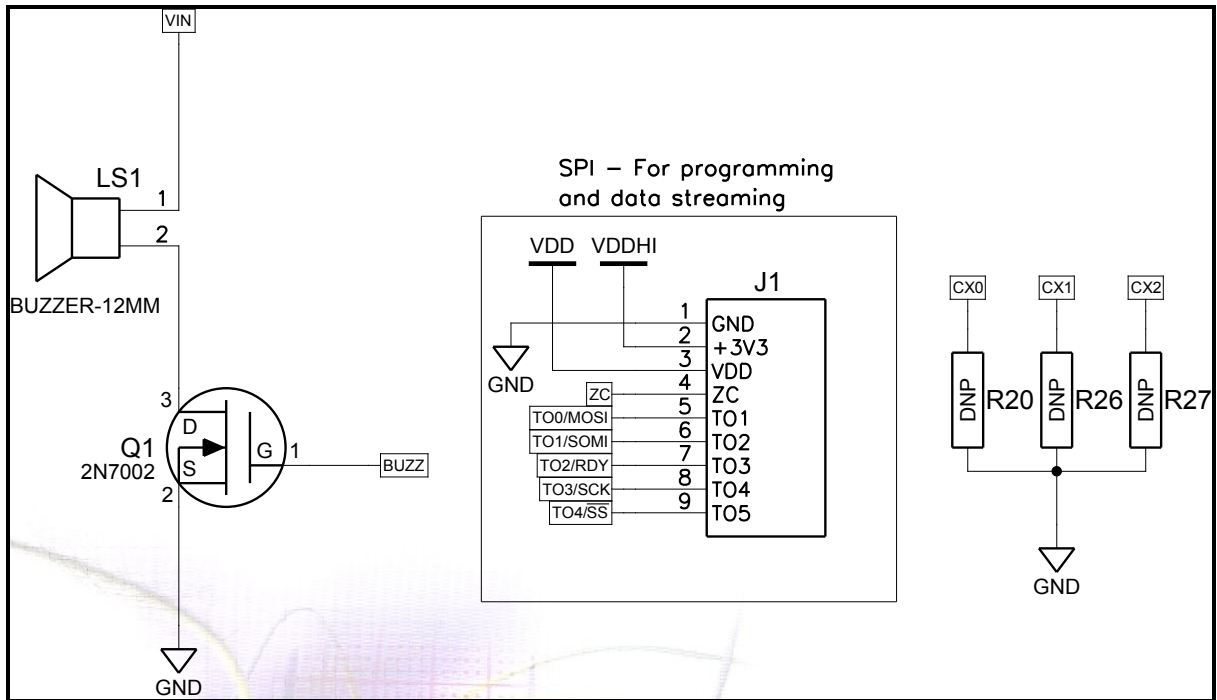 VIN
LS1
1
2
BUZZER-12MM
3
D
Q1
2N7002
G
1
BUZZ
S
2
GND
SPI – For programming
and data streaming
VDD VDDHI
J1
1 GND
2 +3V3
3 VDD
GND
ZC 4 ZC
TO0/MOSI 5 TO1
TO1/SOMI 6 TO2
TO2/RDY 7 TO3
TO3/SCK 8 TO4
TO4/SS 9 TO5
CX0 CX1 CX2
DNP R20 DNP R26 DNP R27
GND